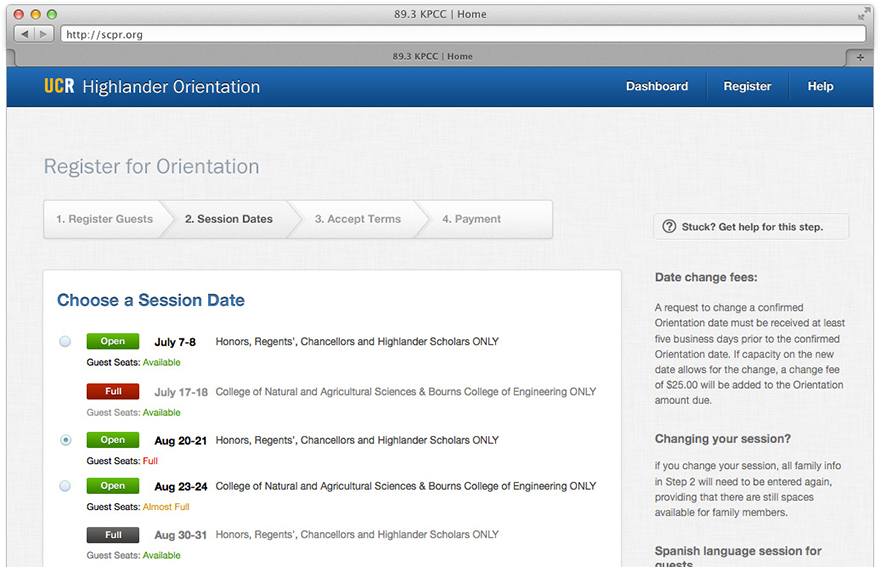 89.3 KPCC | Home
http://scpr.org
89.3 KPCC | Home
UCR Highlander Orientation
Dashboard
Register
Help
Register for Orientation
1. Register Guests
2. Session Dates
3. Accept Terms
4. Payment
Stuck? Get help for this step.
Choose a Session Date
Open July 7-8 Honors, Regents', Chancellors and Highlander Scholars ONLY
Guest Seats: Available
Full July 17-18 College of Natural and Agricultural Sciences & Bourns College of Engineering ONLY
Guest Seats: Available
Open Aug 20-21 Honors, Regents', Chancellors and Highlander Scholars ONLY
Guest Seats: Full
Open Aug 23-24 College of Natural and Agricultural Sciences & Bourns College of Engineering ONLY
Guest Seats: Almost Full
Full Aug 30-31 Honors, Regents', Chancellors and Highlander Scholars ONLY
Guest Seats: Available
Date change fees:
A request to change a confirmed
Orientation date must be received at least
five business days prior to the confirmed
Orientation date. If capacity on the new
date allows for the change, a change fee
of $25.00 will be added to the Orientation
amount due.
Changing your session?
if you change your session, all family info
in Step 2 will need to be entered again,
providing that there are still spaces
available for family members.
Spanish language session for
guests